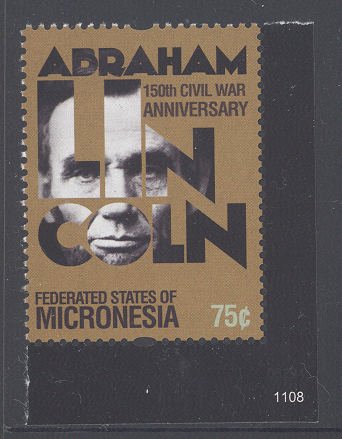 ABRAHAM
150th CIVIL WAR
ANNIVERSARY
LIN
COLN
FEDERATED STATES OF
MICRONESIA 75¢
1108